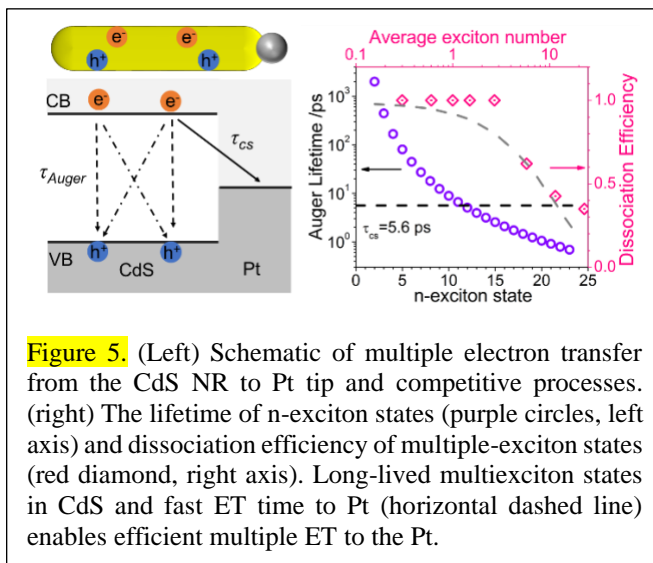 Average exciton number
0.1 1 10
e⁻ e⁻
h⁺ h⁺
CB e⁻ e⁻
τcs
τAuger
h⁺ h⁺
VB CdS Pt
Auger Lifetime /ps
10³
10²
10¹
10⁰
τcs=5.6 ps
1.0
0.5
0.0
Dissociation Efficiency
0 5 10 15 20 25
n-exciton state
Figure 5. (Left) Schematic of multiple electron transfer
from the CdS NR to Pt tip and competitive processes.
(right) The lifetime of n-exciton states (purple circles, left
axis) and dissociation efficiency of multiple-exciton states
(red diamond, right axis). Long-lived multiexciton states
in CdS and fast ET time to Pt (horizontal dashed line)
enables efficient multiple ET to the Pt.